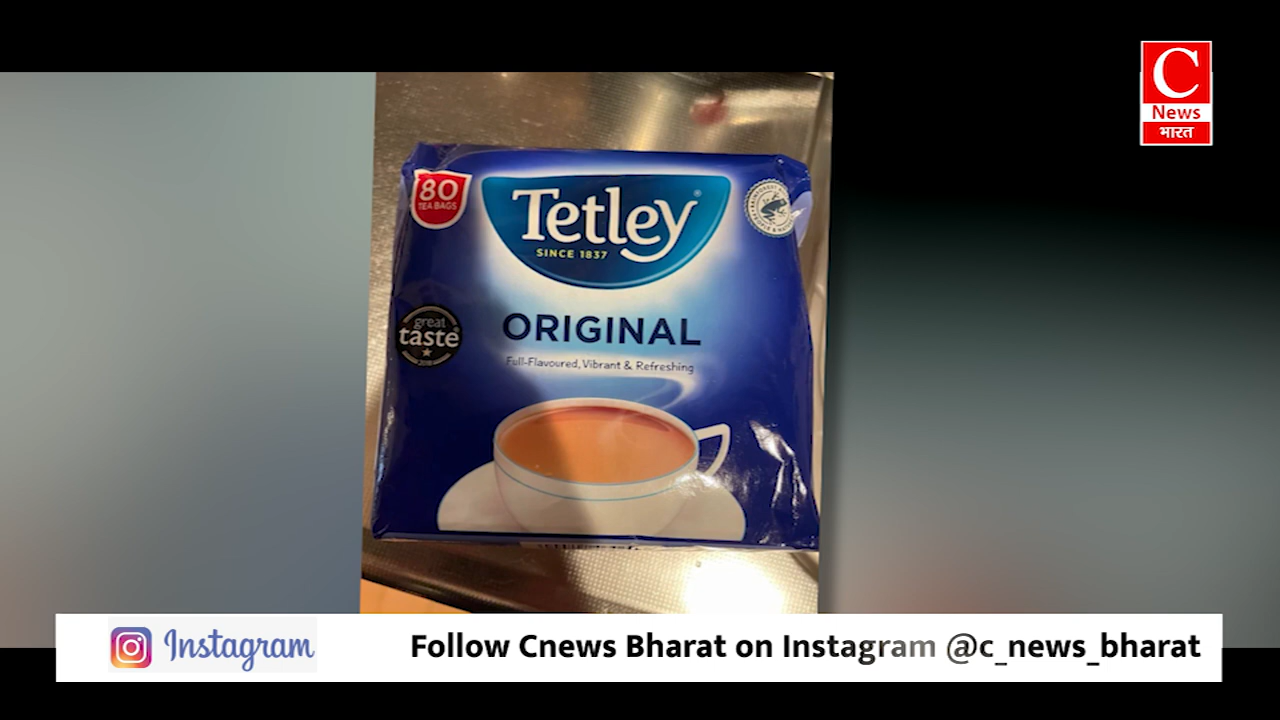 C
News
भारत
80
TEA BAGS
Tetley®
SINCE 1837
great
taste
ORIGINAL
Full-Flavoured, Vibrant & Refreshing
Instagram
Follow Cnews Bharat on Instagram @c_news_bharat